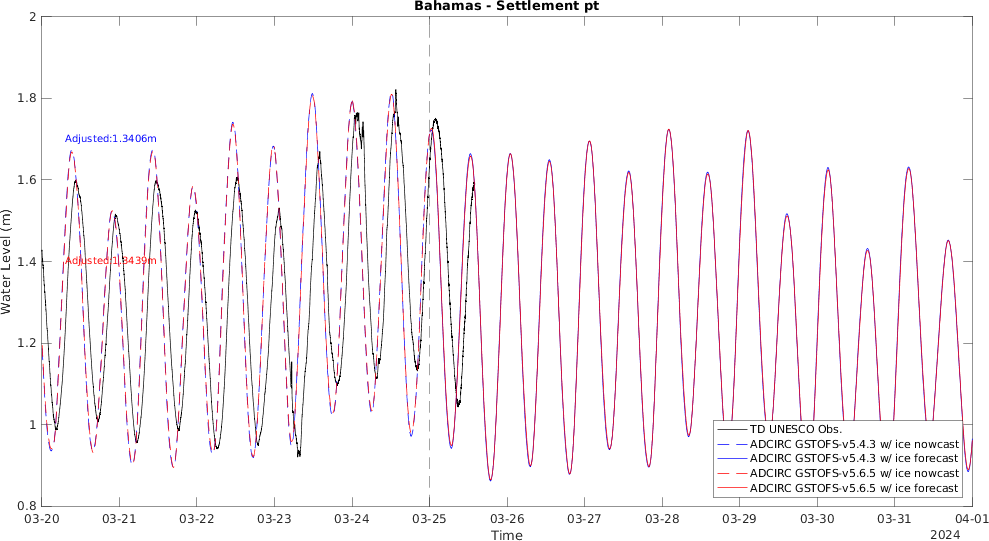 Bahamas - Settlement pt
2
1.8
1.6
1.4
1.2
1
0.8
Water Level (m)
Adjusted:1.3406m
Adjusted:1.3439m
TD UNESCO Obs.
ADCIRC GSTOFS-v5.4.3 w/ ice nowcast
ADCIRC GSTOFS-v5.4.3 w/ ice forecast
ADCIRC GSTOFS-v5.6.5 w/ ice nowcast
ADCIRC GSTOFS-v5.6.5 w/ ice forecast
03-20 03-21 03-22 03-23 03-24 03-25 03-26 03-27 03-28 03-29 03-30 03-31 04-01
Time
2024